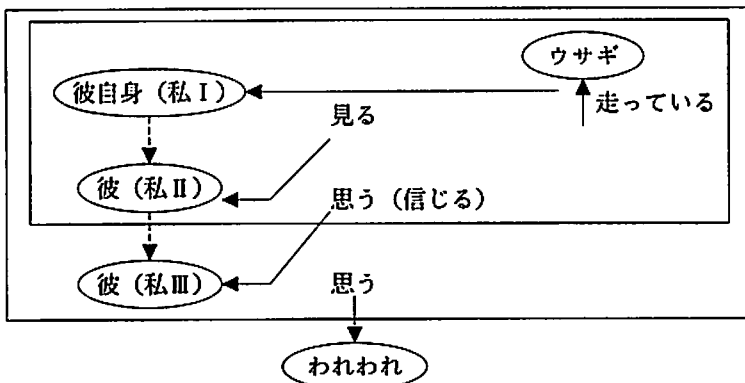 ウサギ
彼自身（私Ⅰ）
走っている
見る
彼（私Ⅱ）
思う（信じる）
彼（私Ⅲ）
思う
われわれ